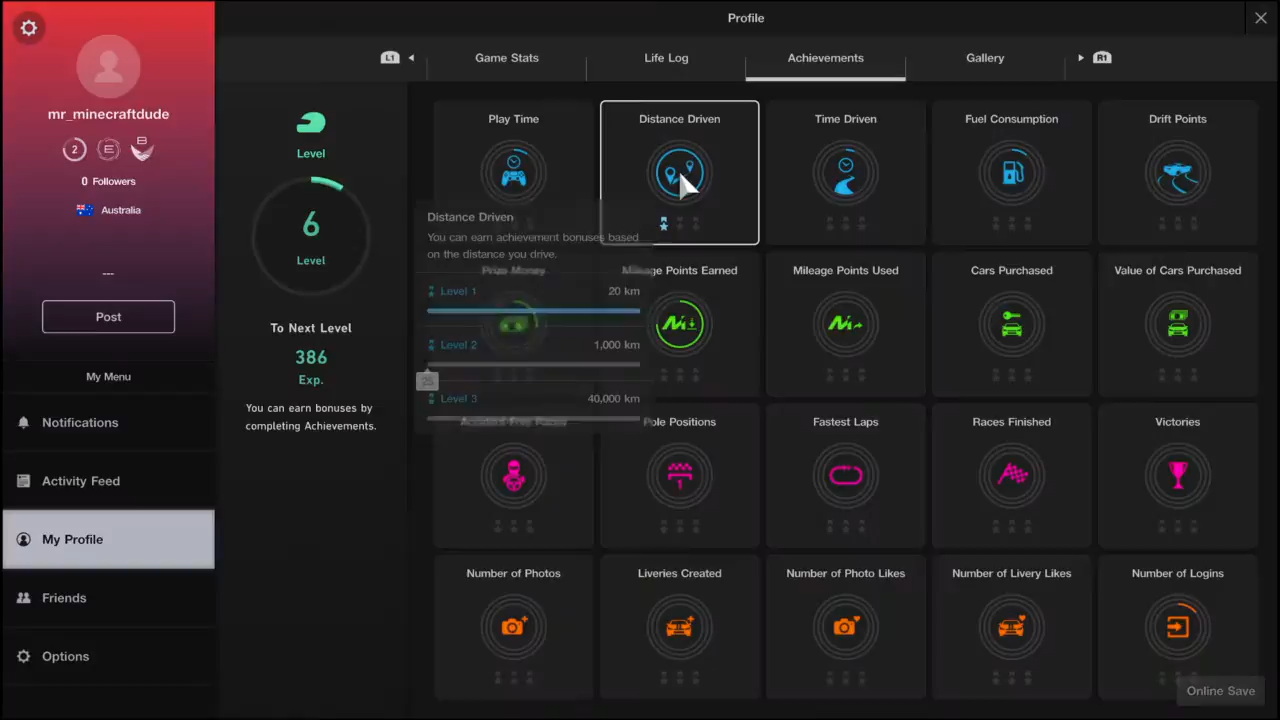 Profile
L1
Game Stats
Life Log
Achievements
Gallery
R1
mr_minecraftdude
2
E
B
0 Followers
Australia
---
Post
My Menu
Notifications
Activity Feed
My Profile
Friends
Options
Level
6
Level
To Next Level
386
Exp.
You can earn bonuses by
completing Achievements.
Play Time
Distance Driven
Time Driven
Fuel Consumption
Drift Points
Distance Driven
You can earn achievement bonuses based
on the distance you drive.
Level 1
20 km
Level 2
1,000 km
25
Level 3
40,000 km
Prize Money
Mileage Points Earned
Mileage Points Used
Cars Purchased
Value of Cars Purchased
Pole Positions
1
Fastest Laps
Races Finished
Victories
Number of Photos
Liveries Created
Number of Photo Likes
Number of Livery Likes
Number of Logins
Online Save